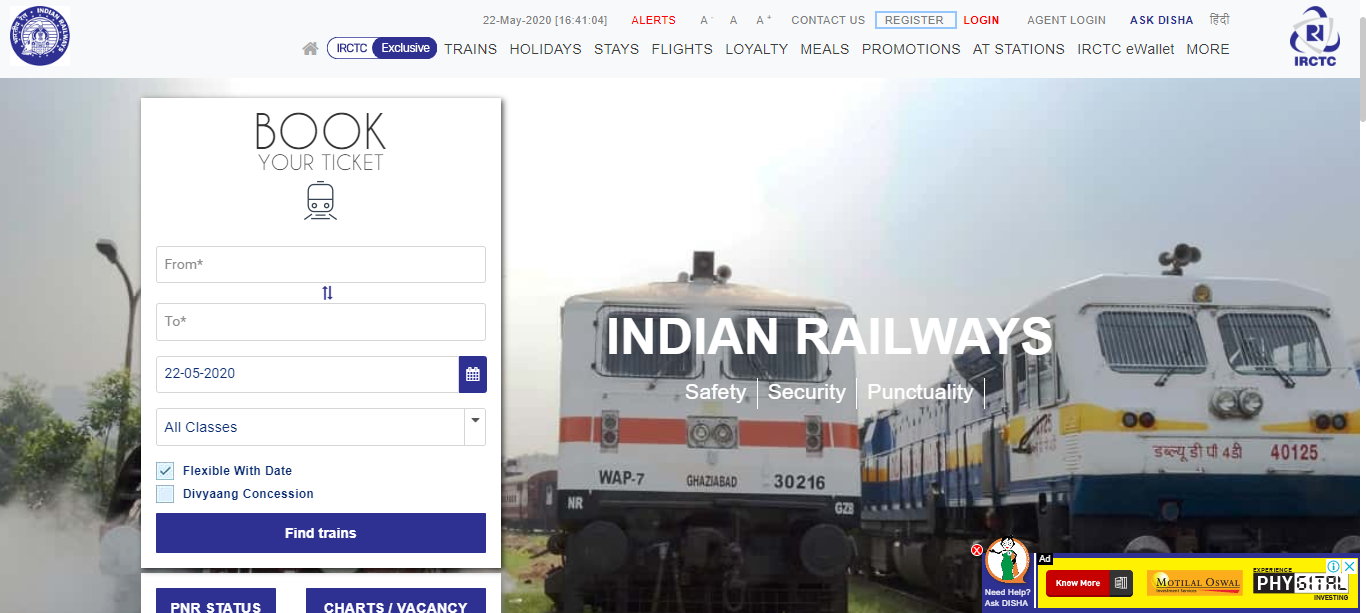 22-May-2020 [16:41:04] ALERTS A - A A + CONTACT US REGISTER LOGIN AGENT LOGIN ASK DISHA हिंदी
INDIAN RAILWAYS
IRCTC Exclusive TRAINS HOLIDAYS STAYS FLIGHTS LOYALTY MEALS PROMOTIONS AT STATIONS IRCTC eWallet MORE
IRCTC
BOOK
YOUR TICKET
From*
To*
22-05-2020
All Classes
Flexible With Date
Divyaang Concession
Find trains
PNR STATUS CHARTS / VACANCY
INDIAN RAILWAYS
Safety Security Punctuality
WAP-7 GHAZIABAD 30216
NR GZB
40125
डब्ल्यू डी पी 4डी 40125
Need Help?
Ask DISHA
Ad
Know More
MOTILAL OSWAL
Investment Services
EXPERIENCE
PHYGITAL
INVESTING